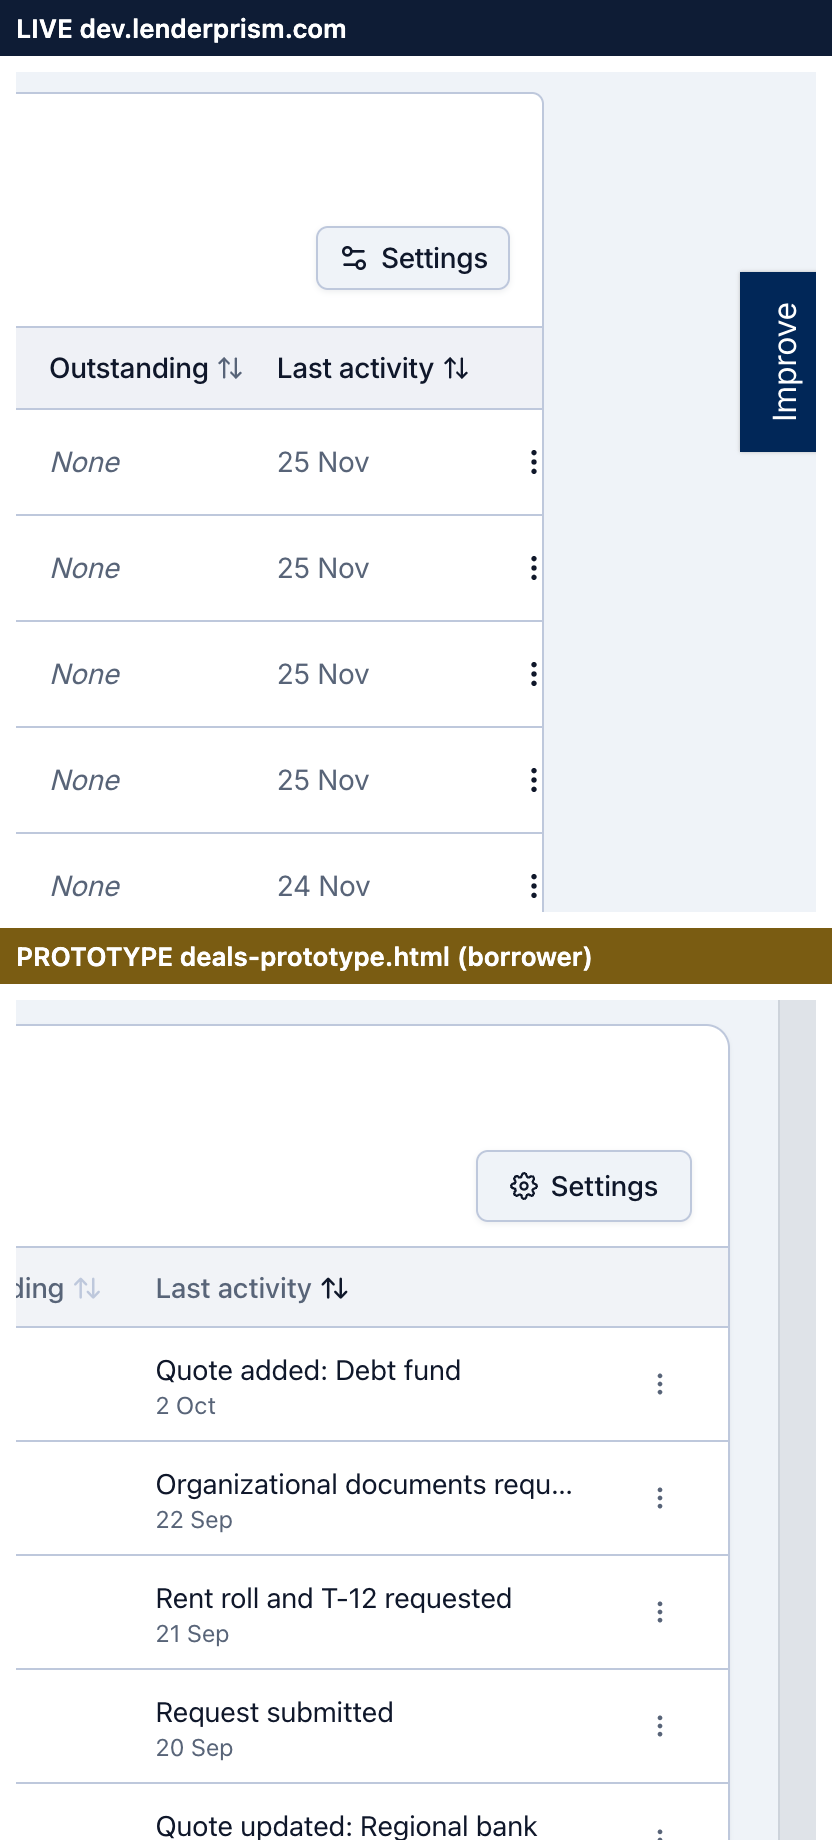 LIVE dev.lenderprism.com
Settings
Improve
Outstanding Last activity
None 25 Nov
None 25 Nov
None 25 Nov
None 25 Nov
None 24 Nov
PROTOTYPE deals-prototype.html (borrower)
Settings
ding Last activity
Quote added: Debt fund
2 Oct
Organizational documents requ...
22 Sep
Rent roll and T-12 requested
21 Sep
Request submitted
20 Sep
Quote updated: Regional bank